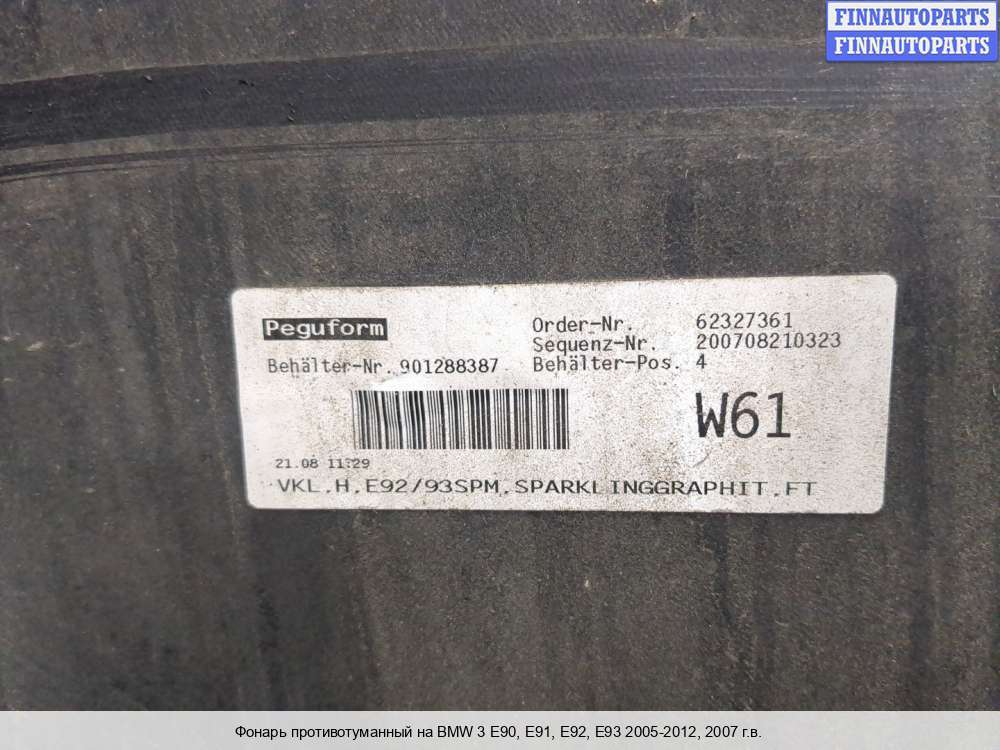 FINNAUTOPARTS
FINNAUTOPARTS
Peguform
Order-Nr. 62327361
Sequenz-Nr. 200708210323
Behälter-Nr. 901288387 Behälter-Pos. 4
W61
21.08 11:29
VKL.H.E92/93SPM.SPARKLINGGRAPHIT.FT
Фонарь противотуманный на BMW 3 E90, E91, E92, E93 2005-2012, 2007 г.в.